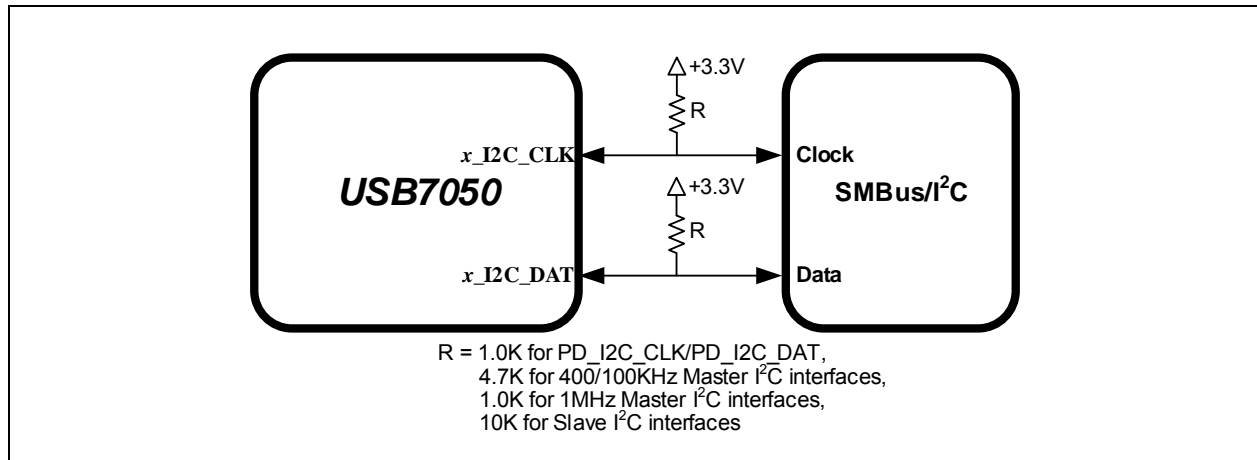 +3.3V
R
x_I2C_CLK
Clock
USB7050
+3.3V
SMBus/I²C
R
x_I2C_DAT
Data
R = 1.0K for PD_I2C_CLK/PD_I2C_DAT,
4.7K for 400/100KHz Master I²C interfaces,
1.0K for 1MHz Master I²C interfaces,
10K for Slave I²C interfaces